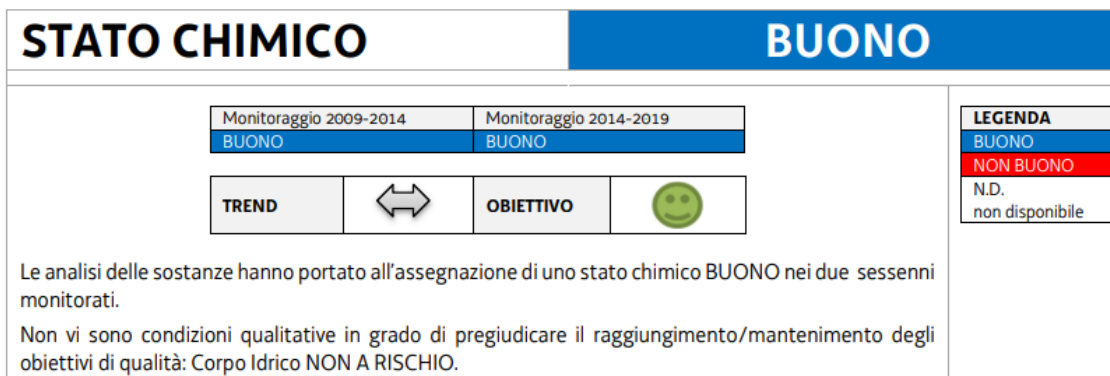 STATO CHIMICO BUONO
Monitoraggio 2009-2014 Monitoraggio 2014-2019
BUONO BUONO
TREND OBIETTIVO
LEGENDA
BUONO
NON BUONO
N.D.
non disponibile
Le analisi delle sostanze hanno portato all'assegnazione di uno stato chimico BUONO nei due sessenni
monitorati.
Non vi sono condizioni qualitative in grado di pregiudicare il raggiungimento/mantenimento degli
obiettivi di qualità: Corpo Idrico NON A RISCHIO.